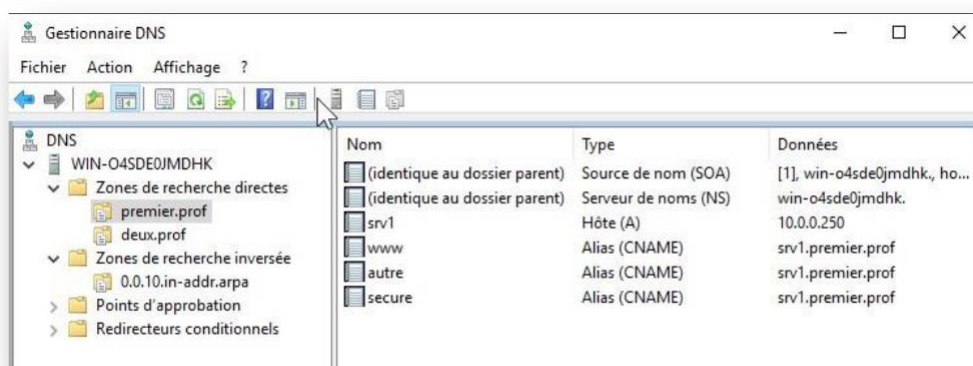 Gestionnaire DNS
Fichier Action Affichage ?
DNS
WIN-O4SDE0JMDHK
Zones de recherche directes
premier.prof
deux.prof
Zones de recherche inversée
0.0.10.in-addr.arpa
Points d'approbation
Redirecteurs conditionnels
Nom Type Données
(identique au dossier parent) Source de nom (SOA) [1], win-o4sde0jmdhk., ho...
(identique au dossier parent) Serveur de noms (NS) win-o4sde0jmdhk.
srv1 Hôte (A) 10.0.0.250
www Alias (CNAME) srv1.premier.prof
autre Alias (CNAME) srv1.premier.prof
secure Alias (CNAME) srv1.premier.prof